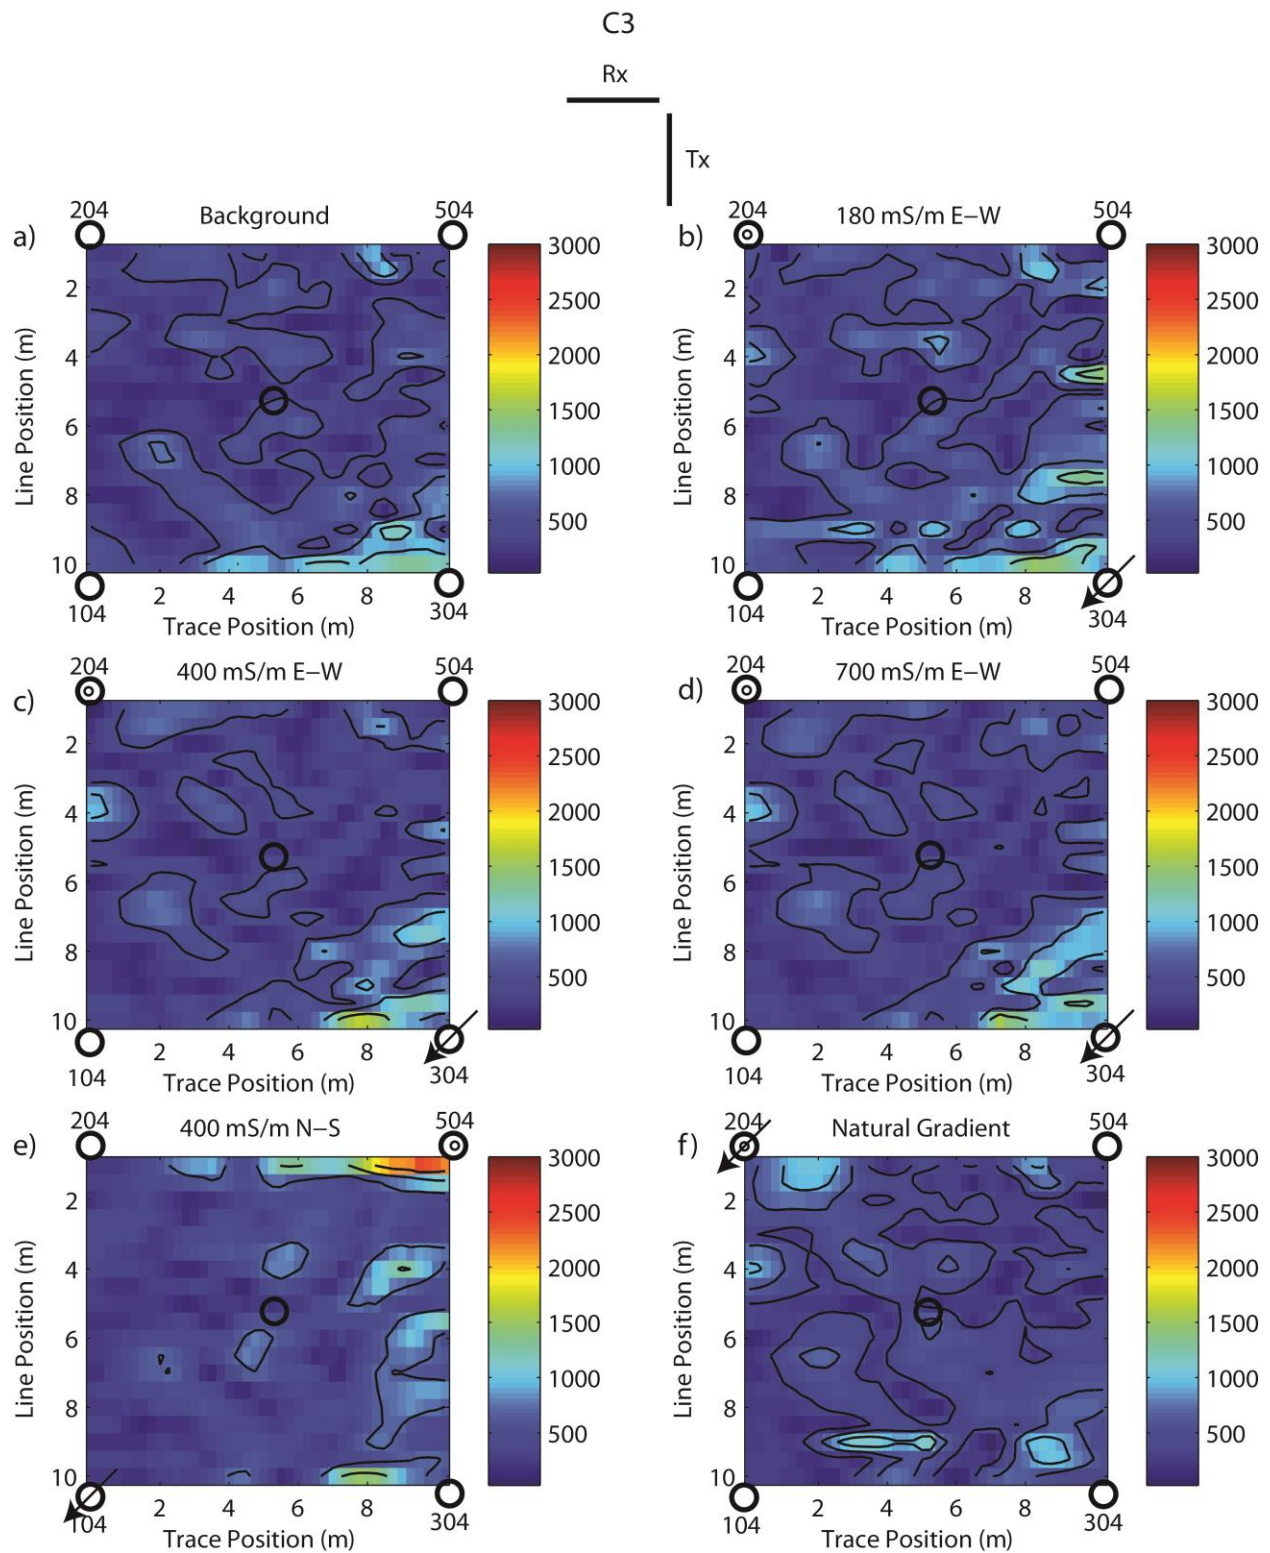 C3
Rx
Tx
204 Background 504
a)
3000
2500
2000
1500
1000
500
2
4
6
8
10
Line Position (m)
104 2 4 6 8 304
Trace Position (m)
204 180 mS/m E−W 504
b)
3000
2500
2000
1500
1000
500
2
4
6
8
10
Line Position (m)
104 2 4 6 8 304
Trace Position (m)
204 400 mS/m E−W 504
c)
3000
2500
2000
1500
1000
500
2
4
6
8
10
Line Position (m)
104 2 4 6 8 304
Trace Position (m)
204 700 mS/m E−W 504
d)
3000
2500
2000
1500
1000
500
2
4
6
8
10
Line Position (m)
104 2 4 6 8 304
Trace Position (m)
204 400 mS/m N−S 504
e)
3000
2500
2000
1500
1000
500
2
4
6
8
10
Line Position (m)
104 2 4 6 8 304
Trace Position (m)
204 Natural Gradient 504
f)
3000
2500
2000
1500
1000
500
2
4
6
8
10
Line Position (m)
104 2 4 6 8 304
Trace Position (m)